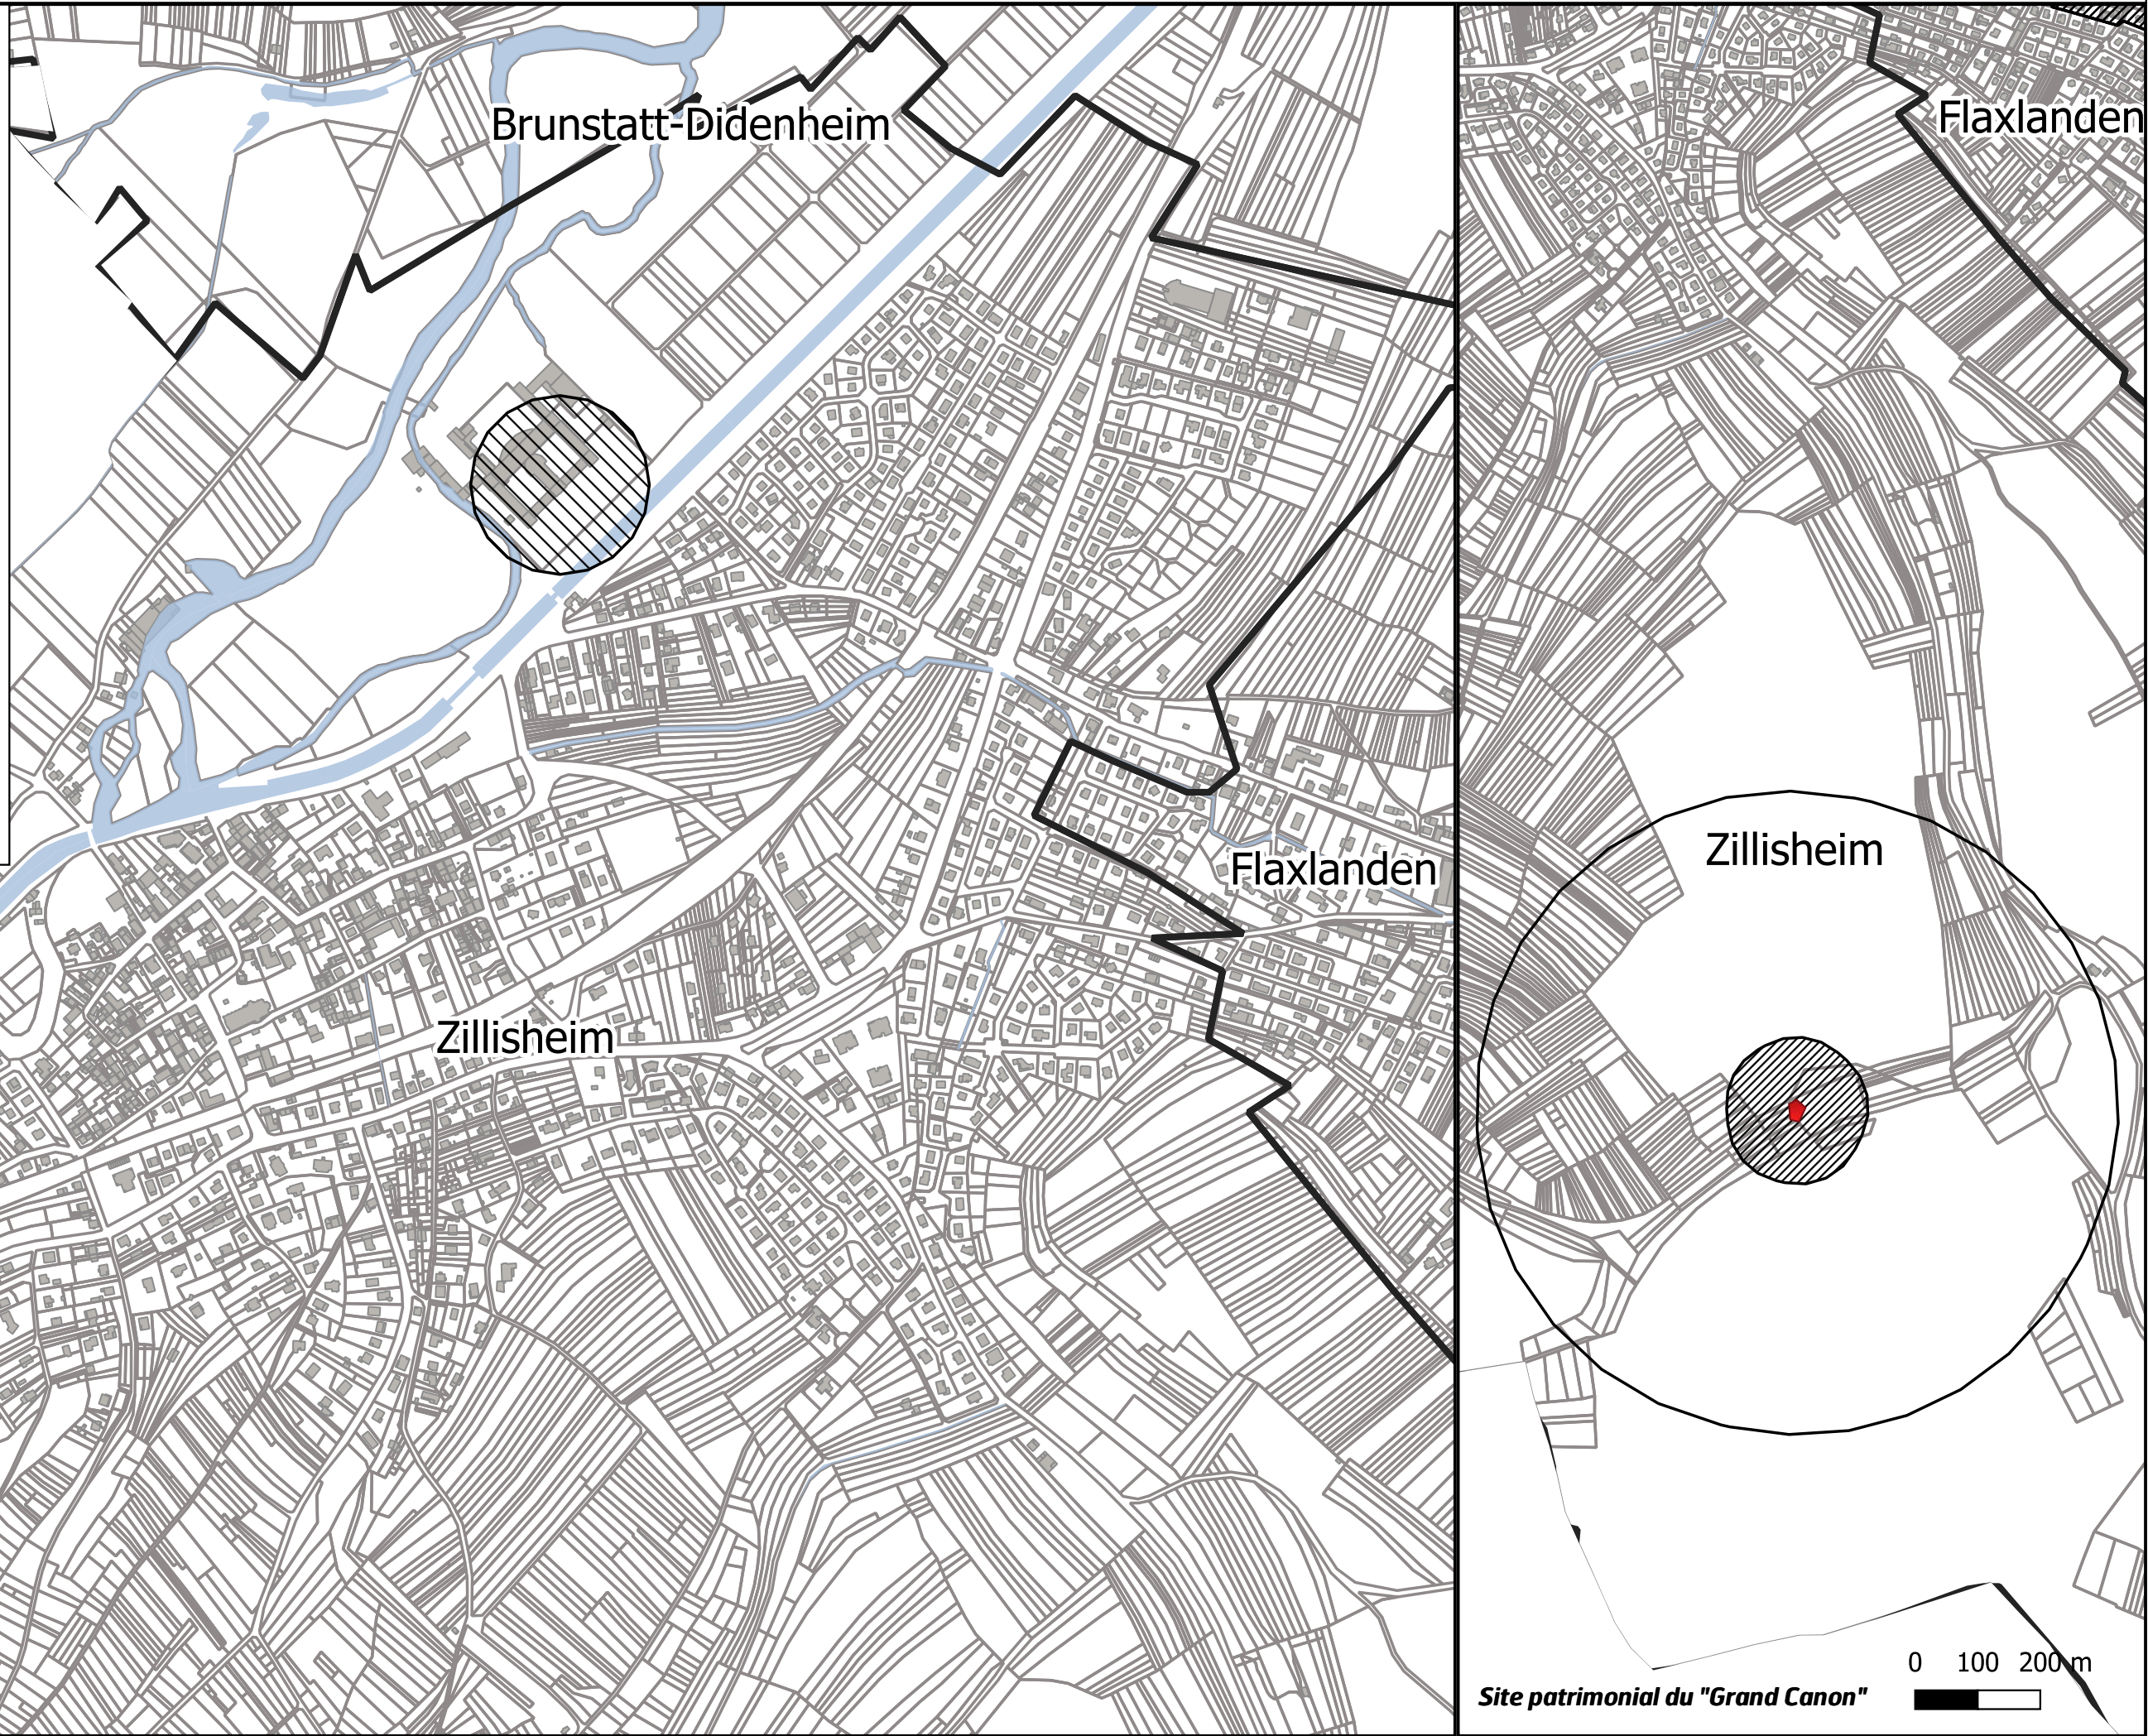 Brunstatt-Didenheim
Flaxlanden
Zillisheim
Flaxlanden
Zillisheim
0 100 200 m
Site patrimonial du "Grand Canon"